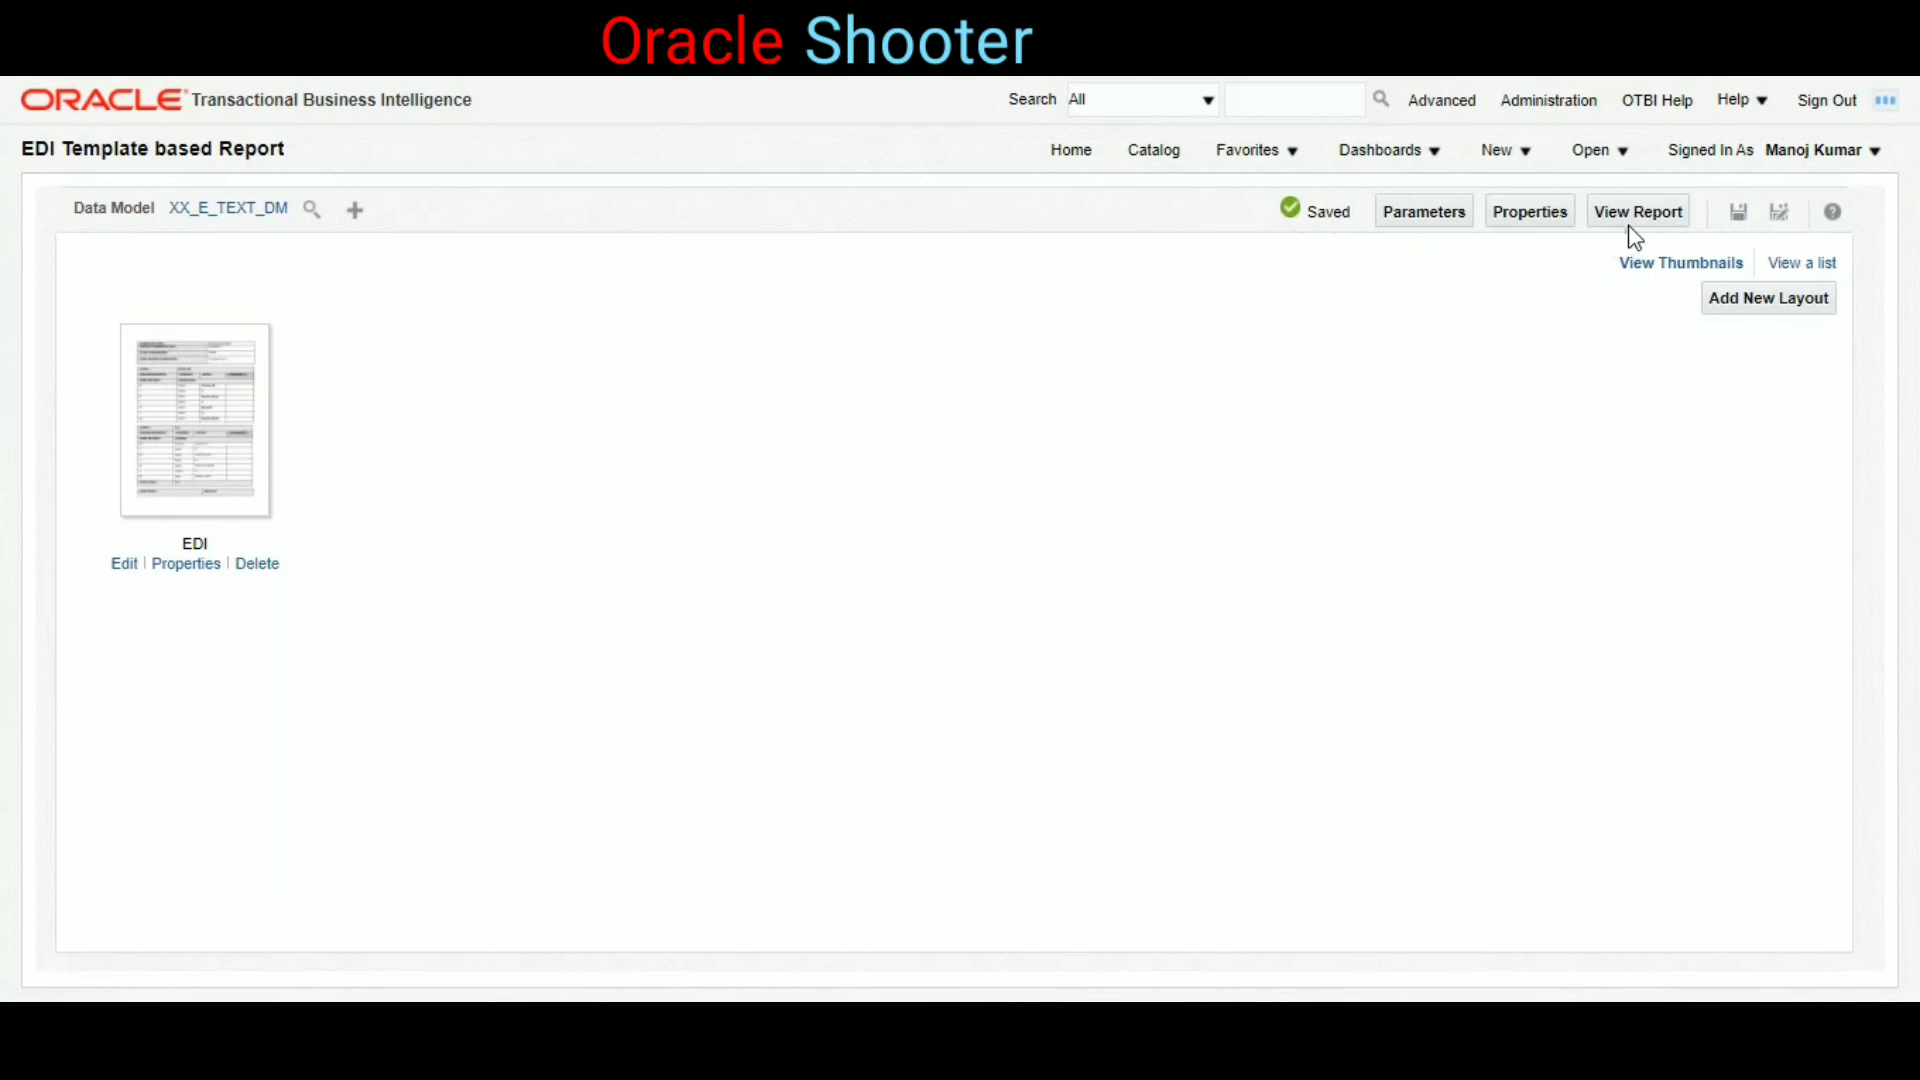 Oracle Shooter
ORACLE Transactional Business Intelligence
Search All Advanced Administration OTBI Help Help Sign Out
EDI Template based Report
Home Catalog Favorites Dashboards New Open Signed In As Manoj Kumar
Data Model XX_E_TEXT_DM Saved Parameters Properties View Report
View Thumbnails View a list
Add New Layout
EDI
Edit | Properties | Delete